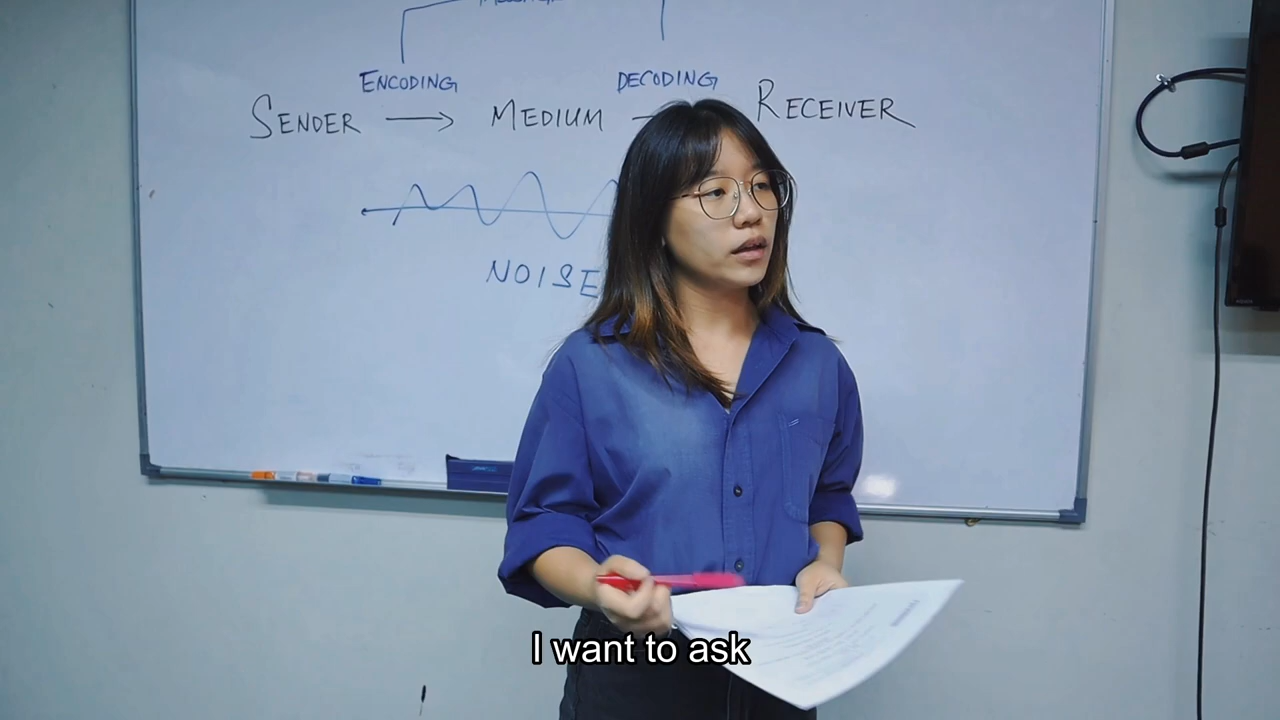 ENCODING DECODING
SENDER → MEDIUM → RECEIVER
NOISE
I want to ask